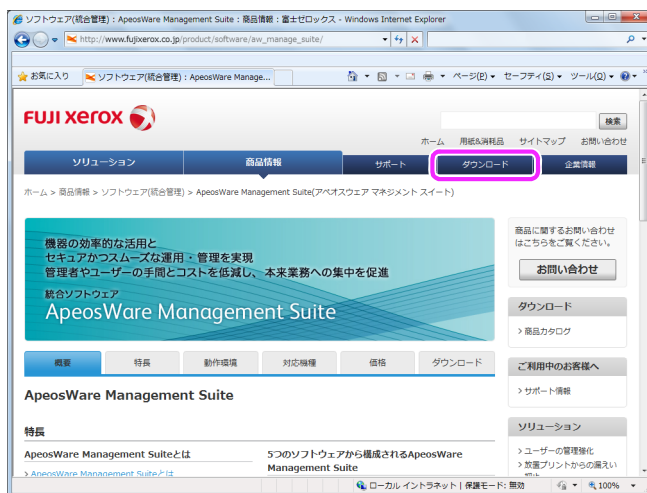 ソフトウェア(統合管理) : ApeosWare Management Suite : 商品情報 : 富士ゼロックス - Windows Internet Explorer
http://www.fujixerox.co.jp/product/software/aw_manage_suite/
お気に入り
ソフトウェア(統合管理) : ApeosWare Manage...
ページ(P)
セーフティ(S)
ツール(O)
FUJI xerox
検索
ホーム 用紙&消耗品 サイトマップ お問い合わせ
ソリューション 商品情報 サポート ダウンロード 企業情報
ホーム > 商品情報 > ソフトウェア(統合管理) > ApeosWare Management Suite(アペオスウェア マネジメント スイート)
機器の効率的な活用と
セキュアかつスムーズな運用・管理を実現
管理者やユーザーの手間とコストを低減し、本来業務への集中を促進
統合ソフトウェア
ApeosWare Management Suite
商品に関するお問い合わせ
はこちらをご覧ください。
お問い合わせ
ダウンロード
> 商品カタログ
概要 特長 動作環境 対応機種 価格 ダウンロード
ご利用中のお客様へ
> サポート情報
ApeosWare Management Suite
特長
ApeosWare Management Suiteとは
> ApeosWare Management Suiteとは
5つのソフトウェアから構成されるApeosWare
Management Suite
ソリューション
> ユーザーの管理強化
> 放置プリントからの漏えい
ローカル イントラネット | 保護モード: 無効
100%